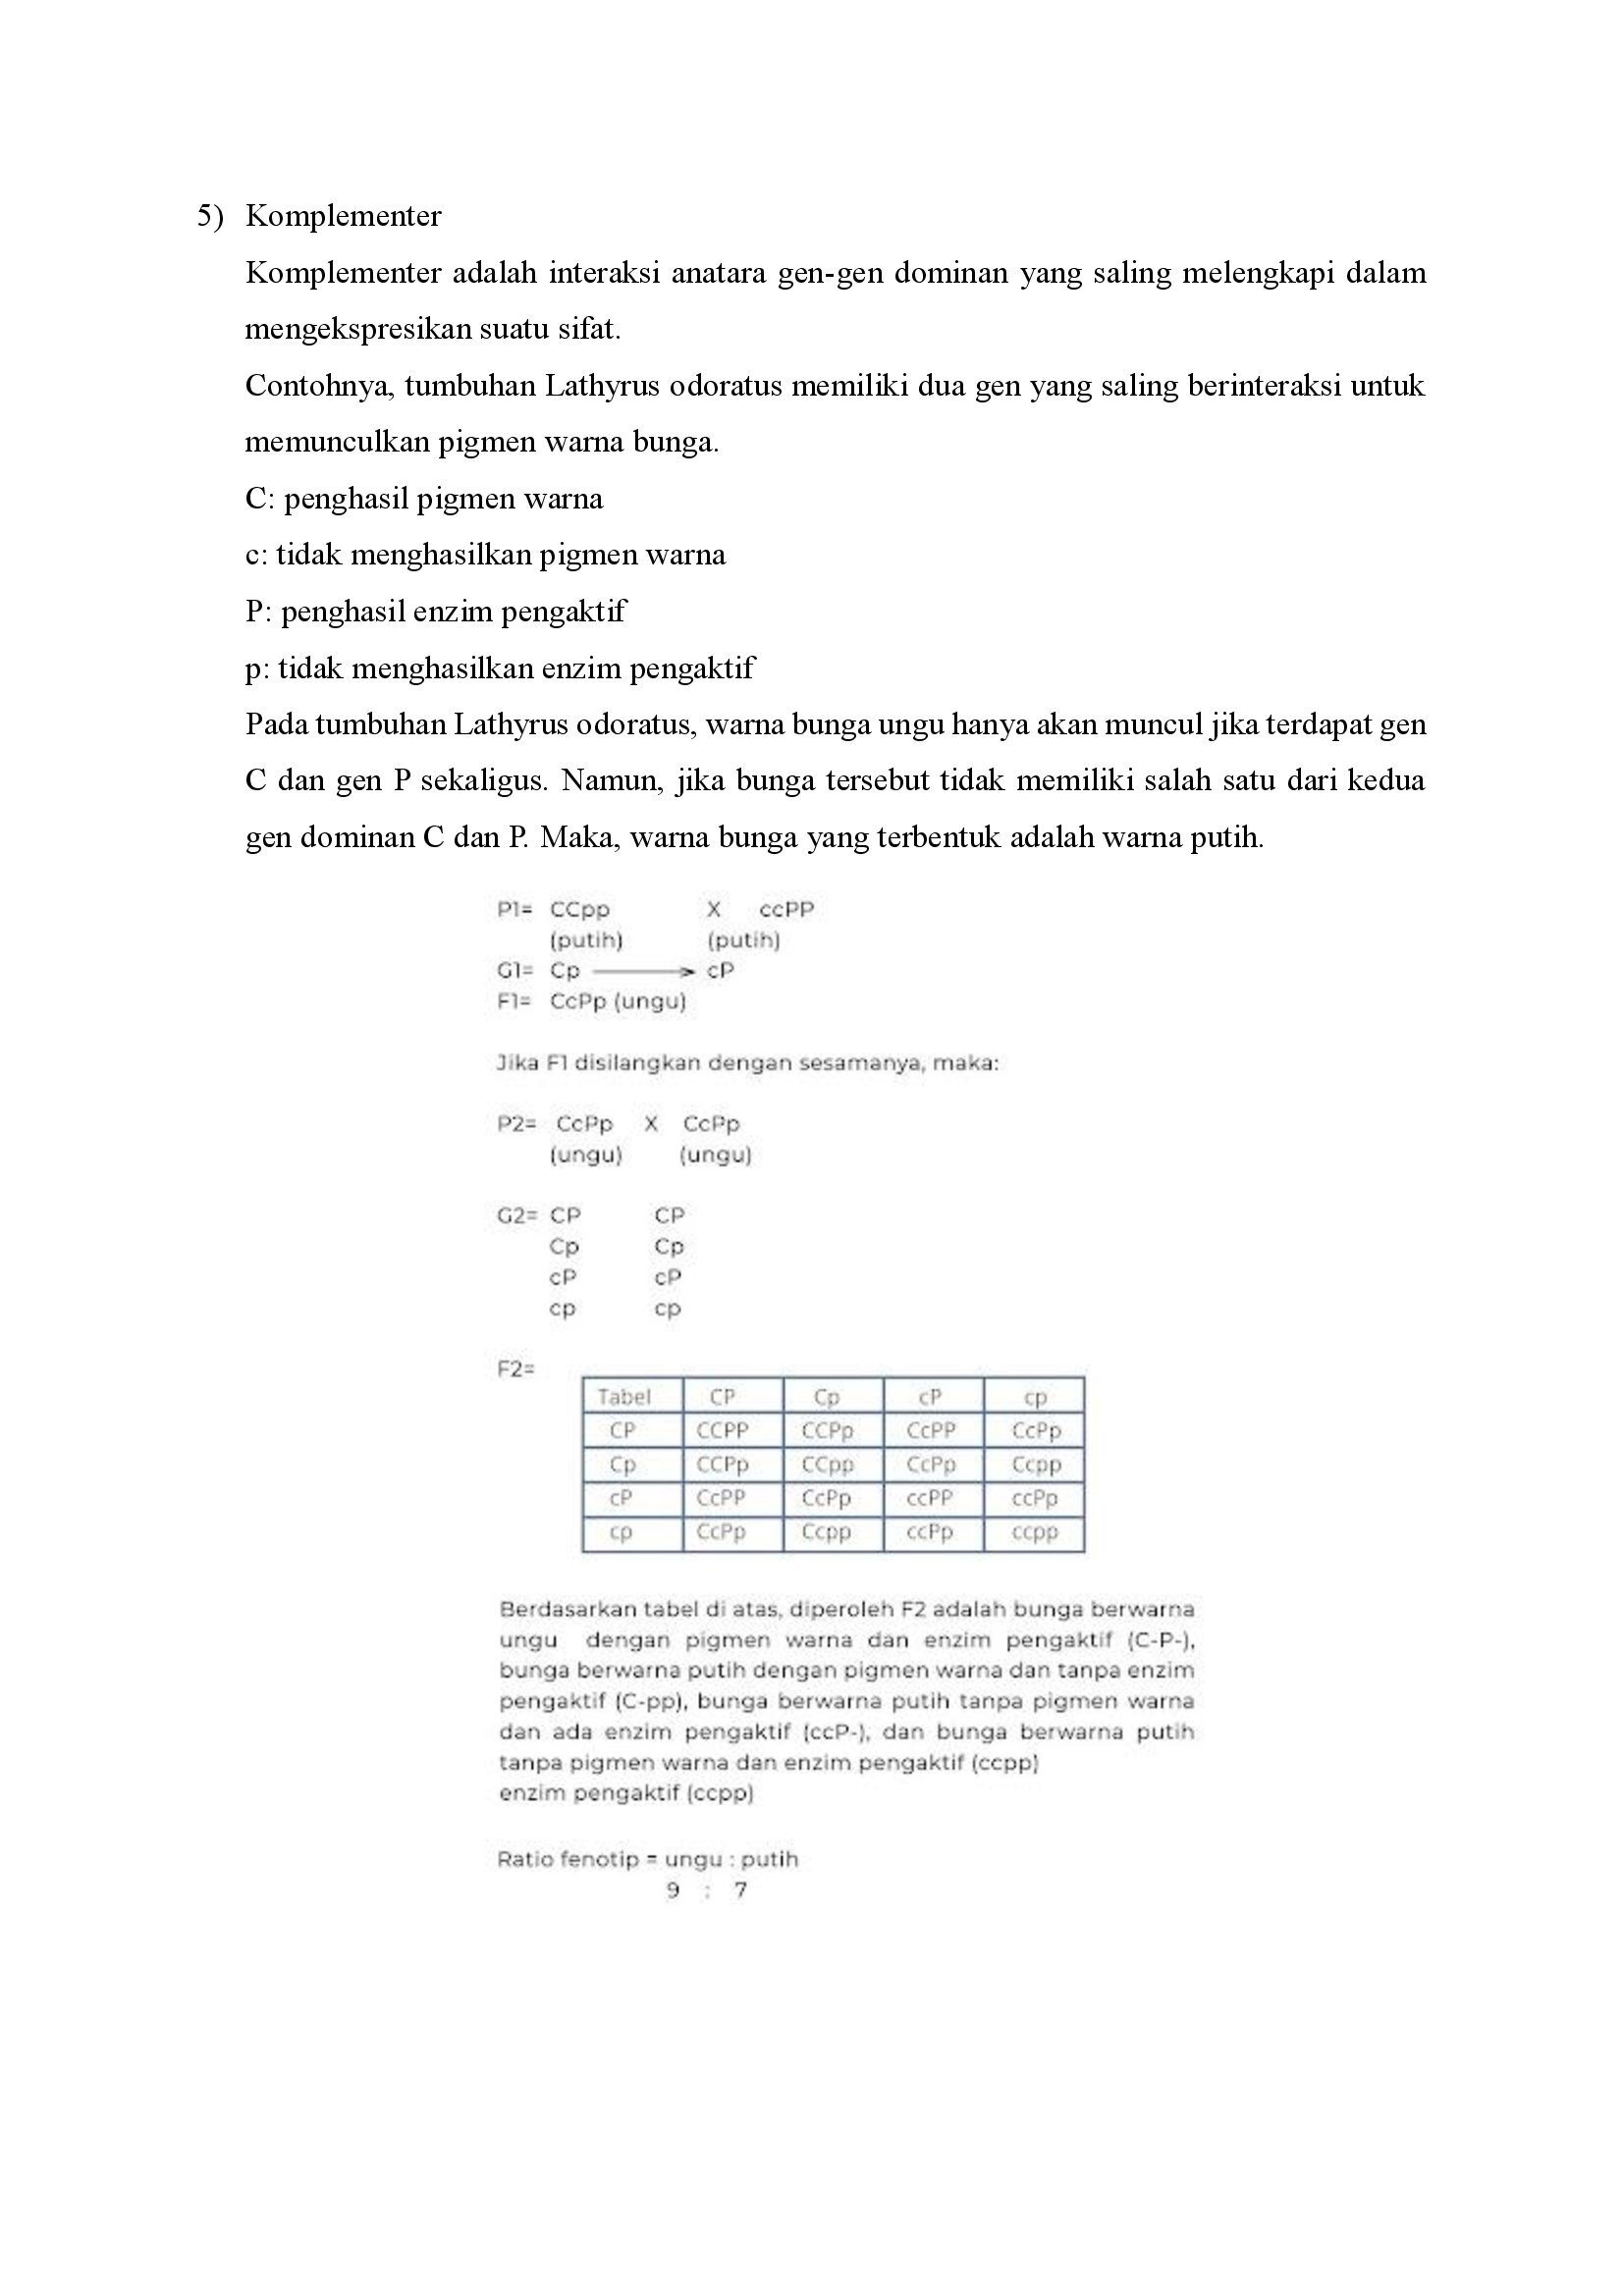 5) Komplementer
Komplementer adalah interaksi anatara gen-gen dominan yang saling melengkapi dalam
mengekspresikan suatu sifat.
Contohnya, tumbuhan Lathyrus odoratus memiliki dua gen yang saling berinteraksi untuk
memunculkan pigmen warna bunga.
C: penghasil pigmen warna
c: tidak menghasilkan pigmen warna
P: penghasil enzim pengaktif
p: tidak menghasilkan enzim pengaktif
Pada tumbuhan Lathyrus odoratus, warna bunga ungu hanya akan muncul jika terdapat gen
C dan gen P sekaligus. Namun, jika bunga tersebut tidak memiliki salah satu dari kedua
gen dominan C dan P. Maka, warna bunga yang terbentuk adalah warna putih.
P1= CCpp X ccPP
(putih) (putih)
G1= Cp → cP
F1= CcPp (ungu)
Jika F1 disilangkan dengan sesamanya, maka:
P2= CcPp X CcPp
(ungu) (ungu)
G2= CP CP
Cp Cp
cP cP
cp cp
F2=
Tabel CP Cp cP cp
CP CCPP CCPp CcPP CcPp
Cp CCPp CCpp CcPp Ccpp
cP CcPP CcPp ccPP ccPp
cp CcPp Ccpp ccPp ccpp
Berdasarkan tabel di atas, diperoleh F2 adalah bunga berwarna
ungu dengan pigmen warna dan enzim pengaktif (C-P-),
bunga berwarna putih dengan pigmen warna dan tanpa enzim
pengaktif (C-pp), bunga berwarna putih tanpa pigmen warna
dan ada enzim pengaktif (ccP-), dan bunga berwarna putih
tanpa pigmen warna dan enzim pengaktif (ccpp)
enzim pengaktif (ccpp)
Ratio fenotip = ungu : putih
9 : 7